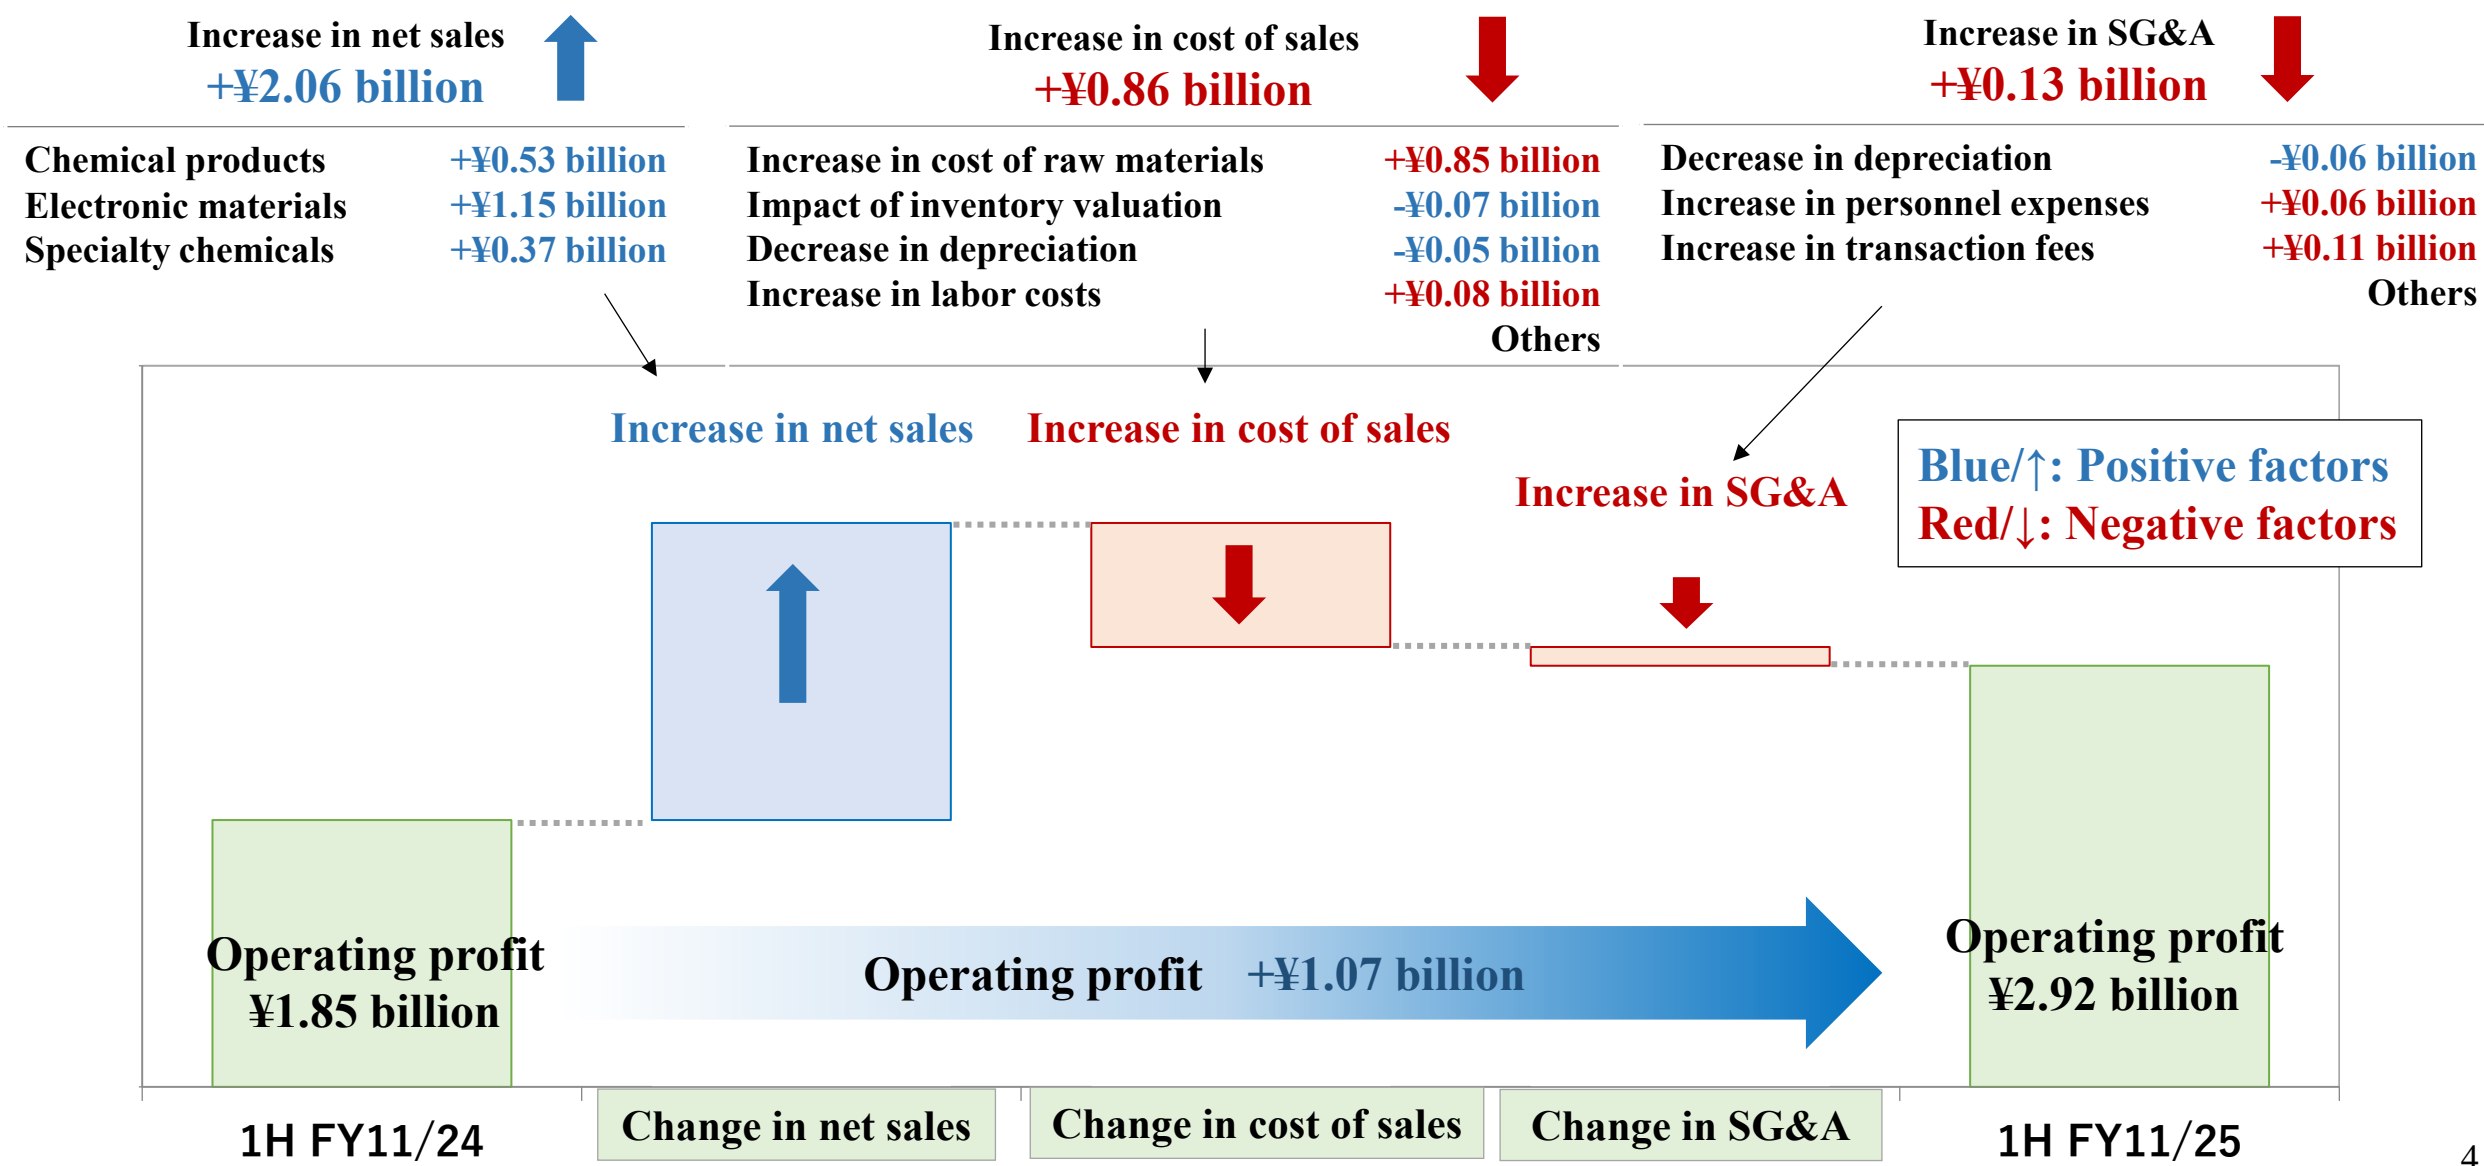 Increase in net sales
+¥2.06 billion
Chemical products +¥0.53 billion
Electronic materials +¥1.15 billion
Specialty chemicals +¥0.37 billion
Increase in cost of sales
+¥0.86 billion
Increase in cost of raw materials +¥0.85 billion
Impact of inventory valuation -¥0.07 billion
Decrease in depreciation -¥0.05 billion
Increase in labor costs +¥0.08 billion
Others
Increase in SG&A
+¥0.13 billion
Decrease in depreciation -¥0.06 billion
Increase in personnel expenses +¥0.06 billion
Increase in transaction fees +¥0.11 billion
Others
Increase in net sales
Increase in cost of sales
Increase in SG&A
Blue/↑: Positive factors
Red/↓: Negative factors
Operating profit
¥1.85 billion
Operating profit +¥1.07 billion
Operating profit
¥2.92 billion
1H FY11/24
Change in net sales
Change in cost of sales
Change in SG&A
1H FY11/25
4